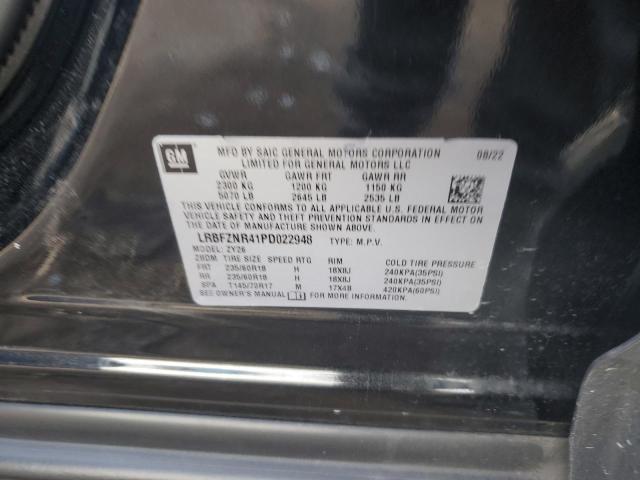 GM
MFD BY SAIC GENERAL MOTORS CORPORATION 08/22
LIMITED FOR GENERAL MOTORS LLC
GVWR GAWR FRT GAWR RR
2300 KG 1200 KG 1150 KG
5070 LB 2645 LB 2535 LB
THIS VEHICLE CONFORMS TO ALL APPLICABLE U.S. FEDERAL MOTOR
VEHICLE SAFETY AND THEFT PREVENTION STANDARDS IN EFFECT ON
THE DATE OF MANUFACTURE SHOWN ABOVE.
LRBFZNR41PD022948 TYPE: M.P.V.
MODEL: ZY26
2BDM TIRE SIZE SPEED RTG RIM COLD TIRE PRESSURE
FRT 235/60R18 H 18X8J 240KPA(35PSI)
RR 235/60R18 H 18X8J 240KPA(35PSI)
SPA T145/70R17 M 17X4B 420KPA(60PSI)
SEE OWNER'S MANUAL FOR MORE INFORMATION.